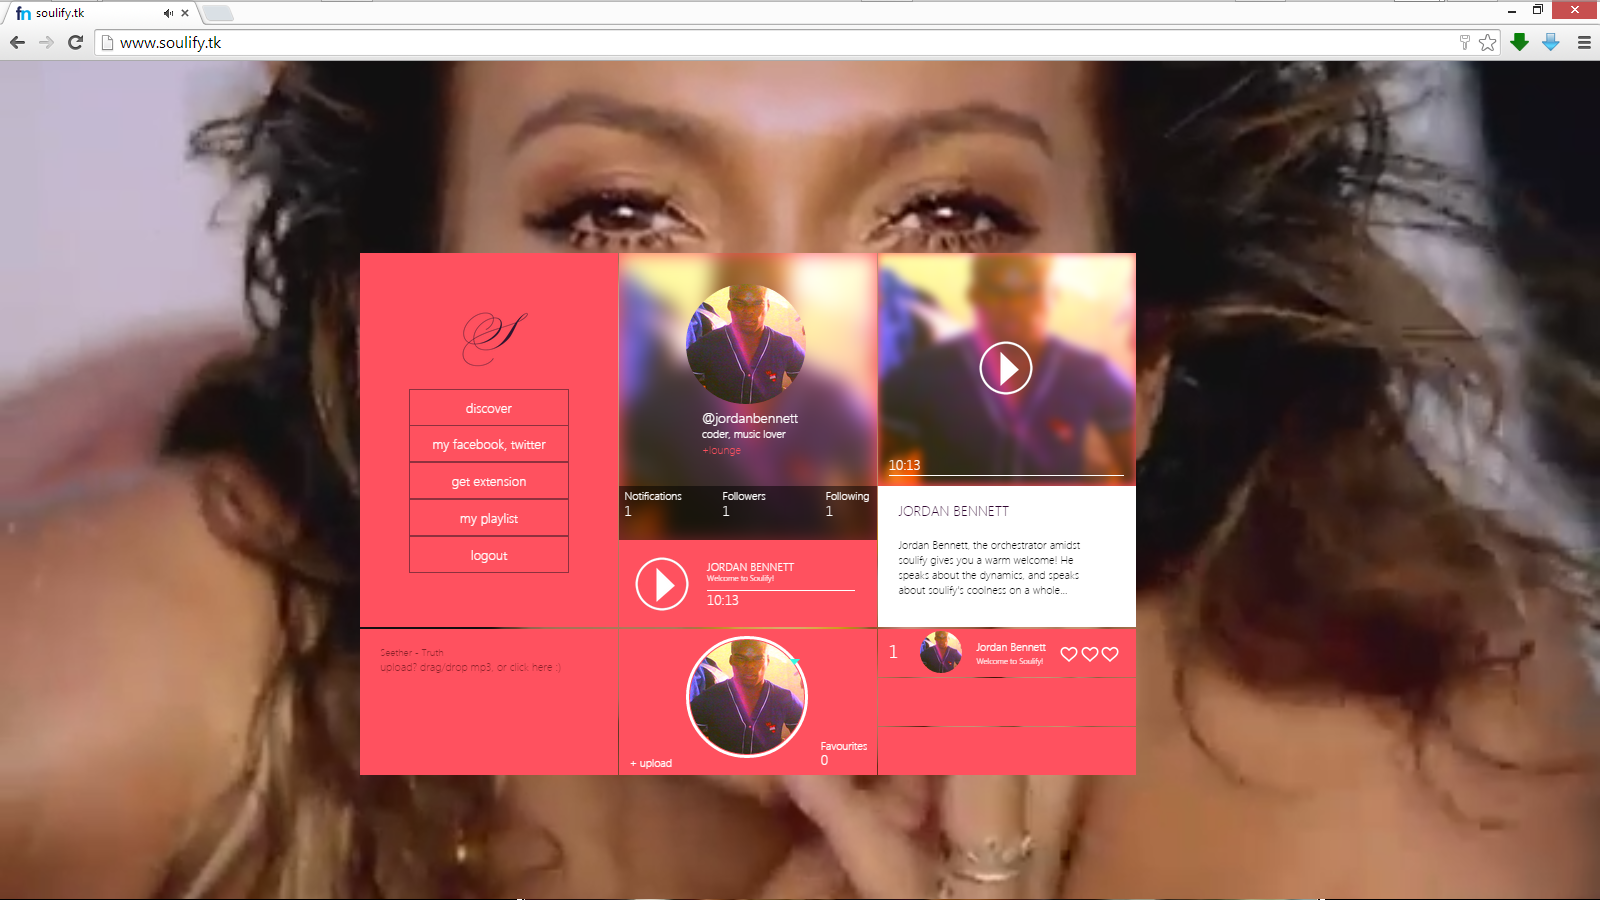 fn soulify.tk
www.soulify.tk
S
discover
my facebook, twitter
get extension
my playlist
logout
@jordanbennett
coder, music lover
+lounge
Notifications Followers Following
1 1 1
JORDAN BENNETT
Welcome to Soulify!
10:13
10:13
JORDAN BENNETT
Jordan Bennett, the orchestrator amidst
soulify gives you a warm welcome! He
speaks about the dynamics, and speaks
about soulify's coolness on a whole...
Seether - Truth
upload? drag/drop mp3, or click here :)
+ upload
Favourites
0
1 Jordan Bennett
Welcome to Soulify!